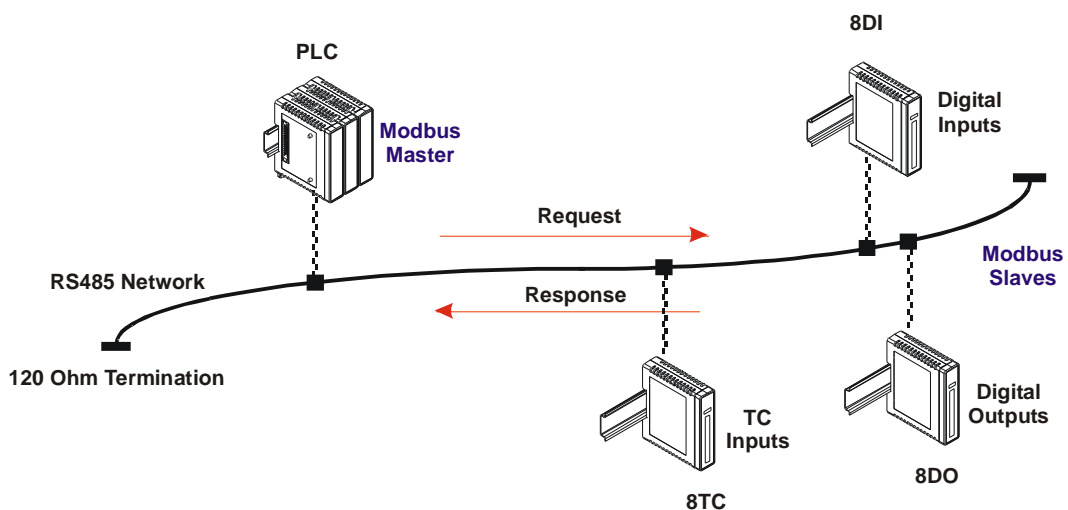 8DI
PLC
Digital
Inputs
Modbus
Master
Request
Modbus
Slaves
RS485 Network
Response
120 Ohm Termination
TC
Inputs
Digital
Outputs
8DO
8TC